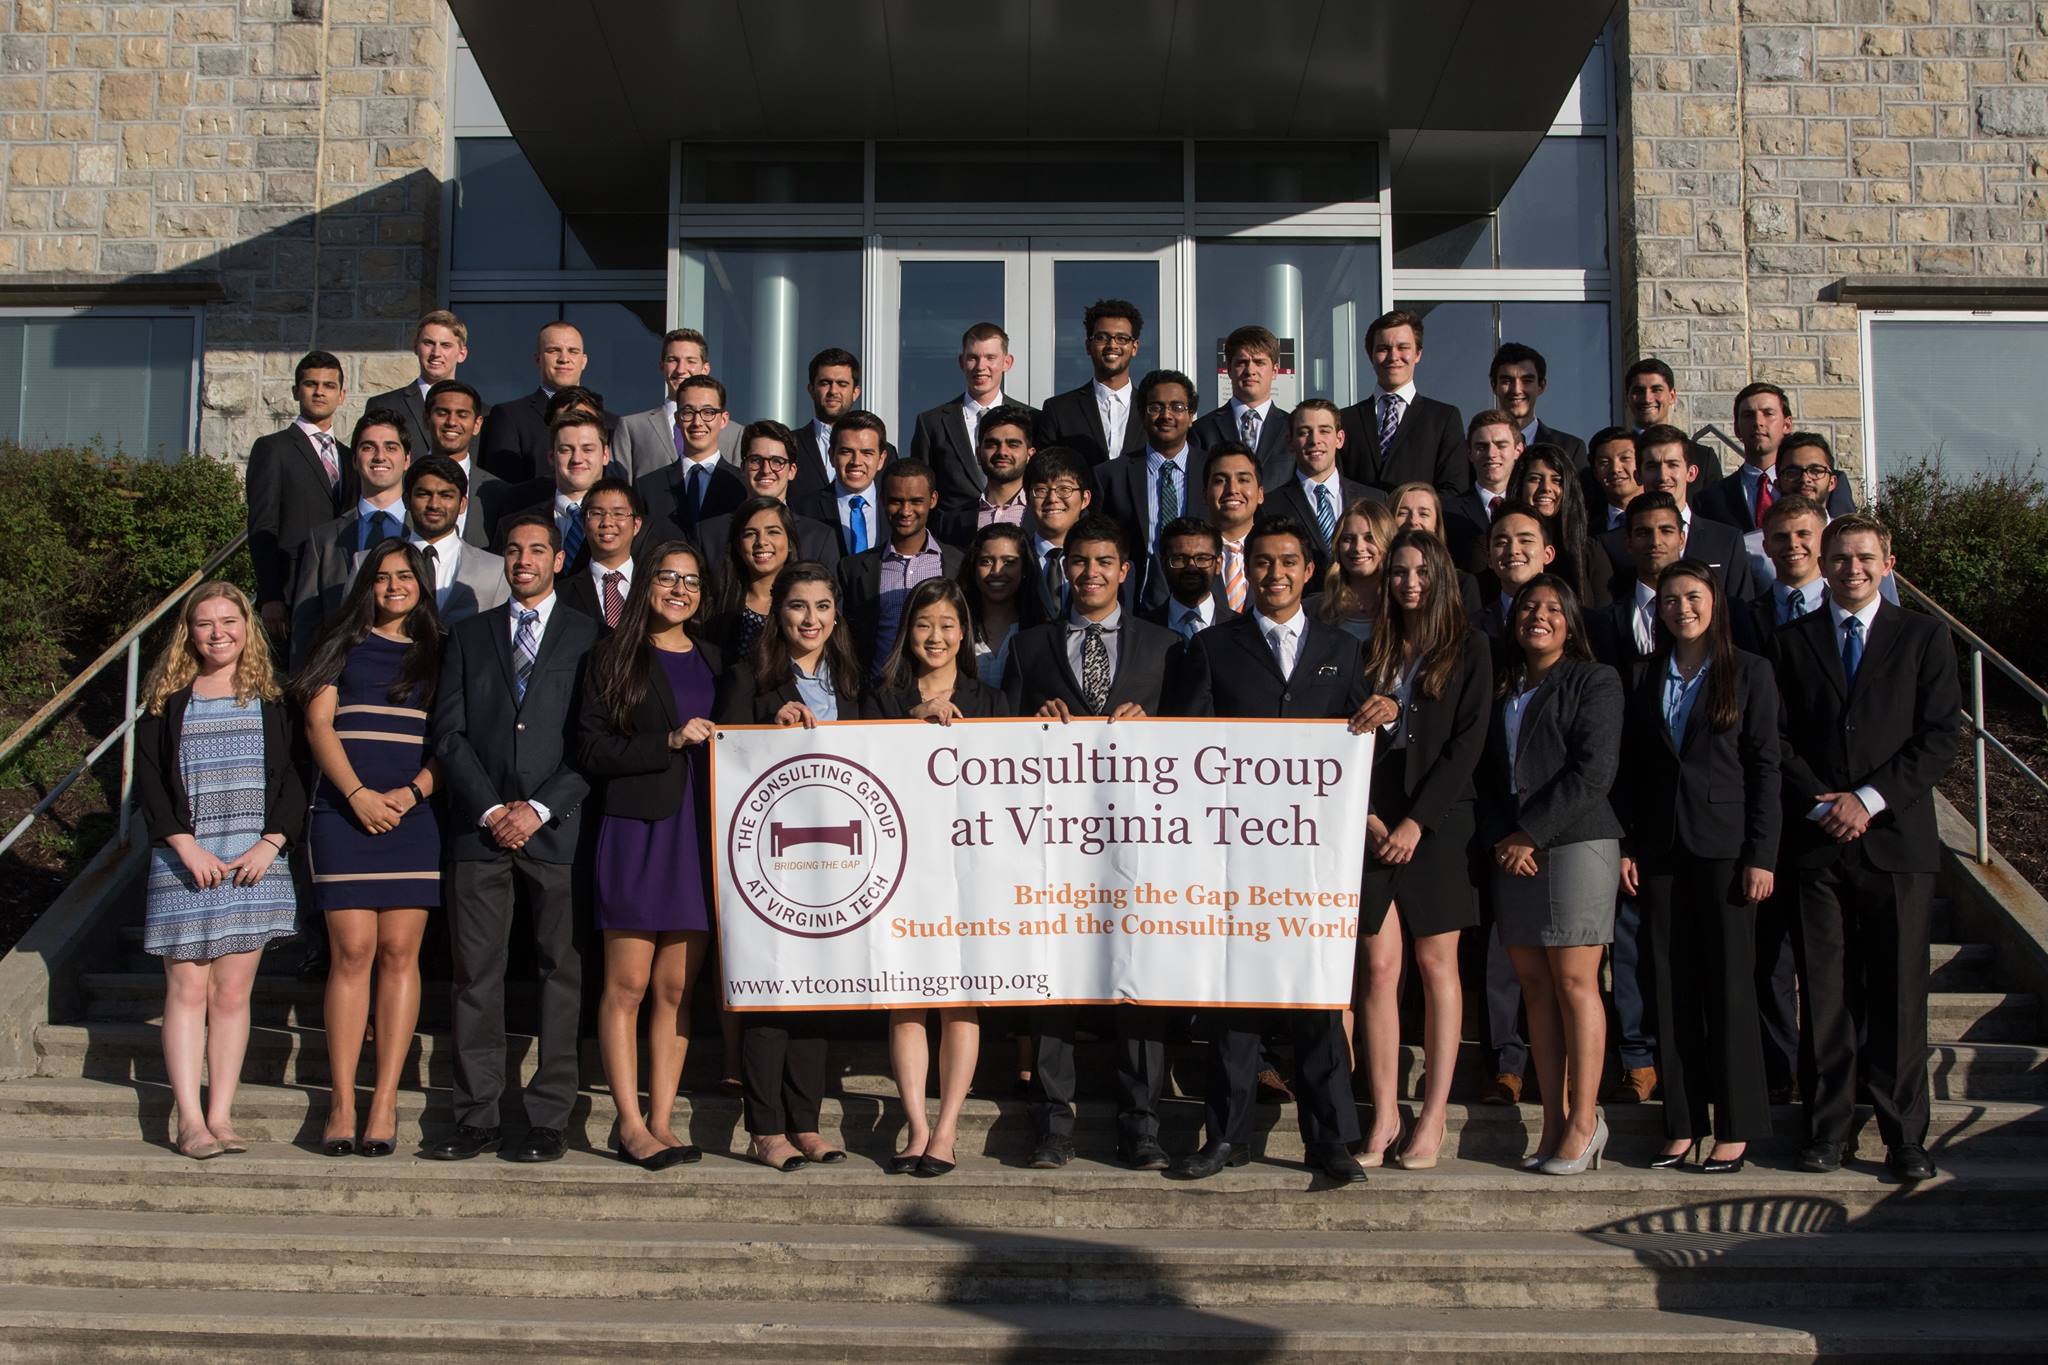 THE CONSULTING GROUP
BRIDGING THE GAP
AT VIRGINIA TECH
Consulting Group
at Virginia Tech
Bridging the Gap Between
Students and the Consulting World
www.vtconsultinggroup.org